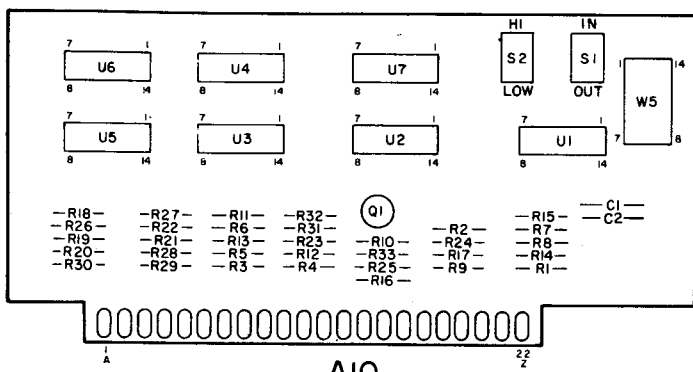 HI IN
7 1 7 1 7 1 S2 S1 1 14
U6 U4 U7
8 14 8 14 8 14 LOW OUT W5
7 1 7 1 7 1 7 1 7 8
U5 U3 U2 U1
8 14 8 14 8 14 8 14
Q1 C1
R18 R27 R11 R32 R15 C2
R26 R22 R6 R31 R2 R7
R19 R21 R13 R23 R10 R24 R8
R20 R28 R5 R12 R33 R17 R14
R30 R29 R3 R4 R25 R9 R1
R16
1 22
A Z
A10